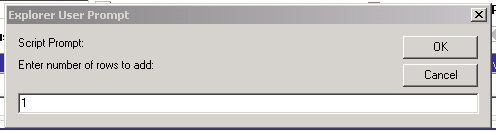 Explorer User Prompt
Script Prompt:
OK
Enter number of rows to add:
Cancel
1